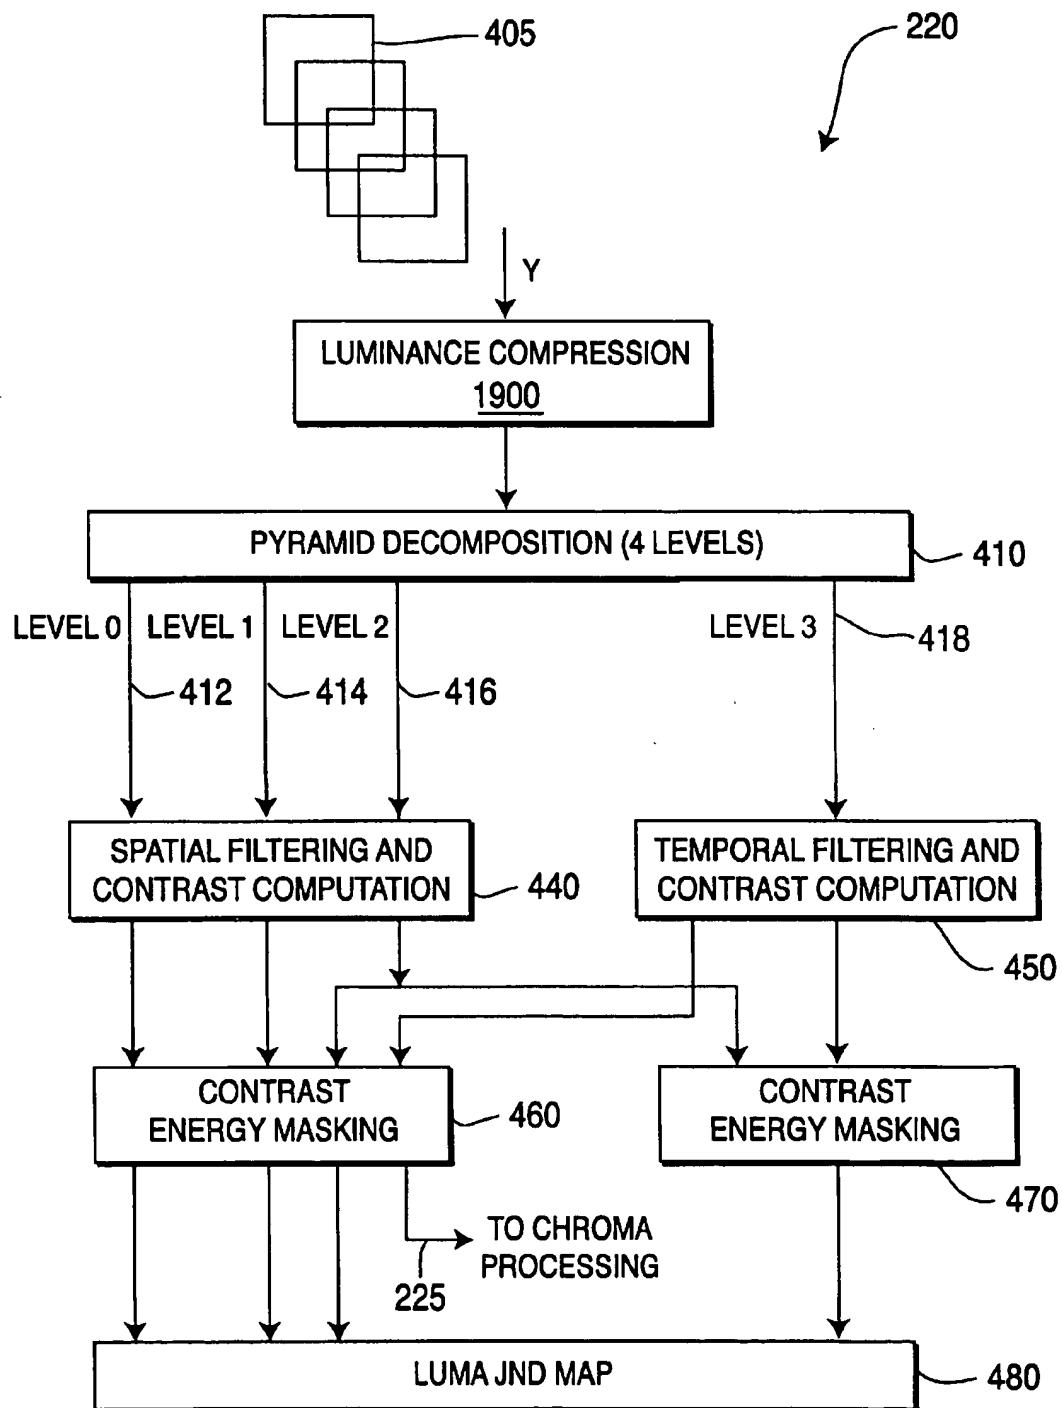 405
220
Y
LUMINANCE COMPRESSION
1900
PYRAMID DECOMPOSITION (4 LEVELS)
410
LEVEL 0
LEVEL 1
LEVEL 2
LEVEL 3
418
412
414
416
SPATIAL FILTERING AND
CONTRAST COMPUTATION
440
TEMPORAL FILTERING AND
CONTRAST COMPUTATION
450
CONTRAST
ENERGY MASKING
460
CONTRAST
ENERGY MASKING
470
TO CHROMA
PROCESSING
225
LUMA JND MAP
480